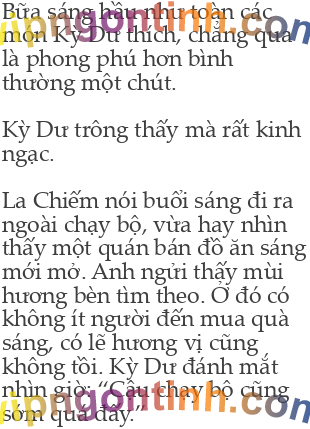 Bữa sáng hầu như toàn các
món Kỳ Dư thích, chẳng qua
là phong phú hơn bình
thường một chút.
Kỳ Dư trông thấy mà rất kinh
ngạc.
La Chiếm nói buổi sáng đi ra
ngoài chạy bộ, vừa hay nhìn
thấy một quán bán đồ ăn sáng
mới mở. Anh ngửi thấy mùi
hương bèn tìm theo. Ở đó có
không ít người đến mua quà
sáng, có lẽ hương vị cũng
không tồi. Kỳ Dư đánh mắt
nhìn giờ: “Cậu chạy bộ cũng
sớm quá đấy.”